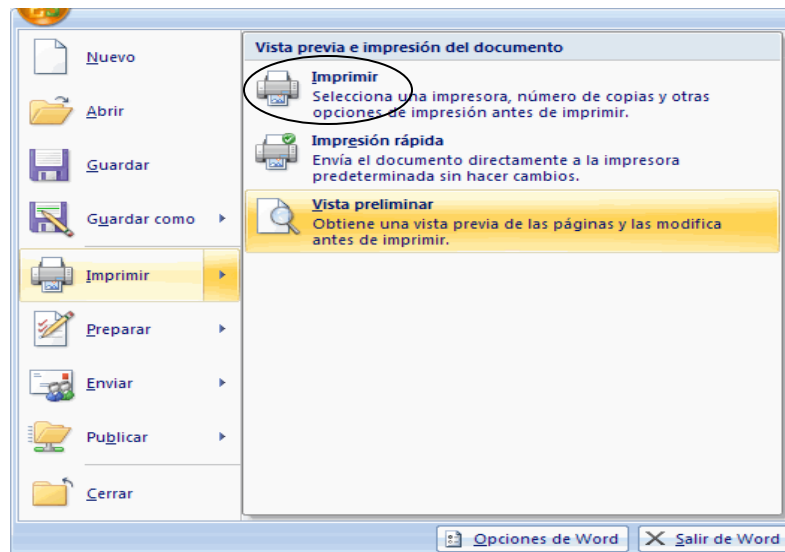 Nuevo
Abrir
Guardar
Guardar como
Imprimir
Preparar
Enviar
Publicar
Cerrar
Vista previa e impresión del documento
Imprimir
Selecciona una impresora, número de copias y otras
opciones de impresión antes de imprimir.
Impresión rápida
Envía el documento directamente a la impresora
predeterminada sin hacer cambios.
Vista preliminar
Obtiene una vista previa de las páginas y las modifica
antes de imprimir.
Opciones de Word
Salir de Word